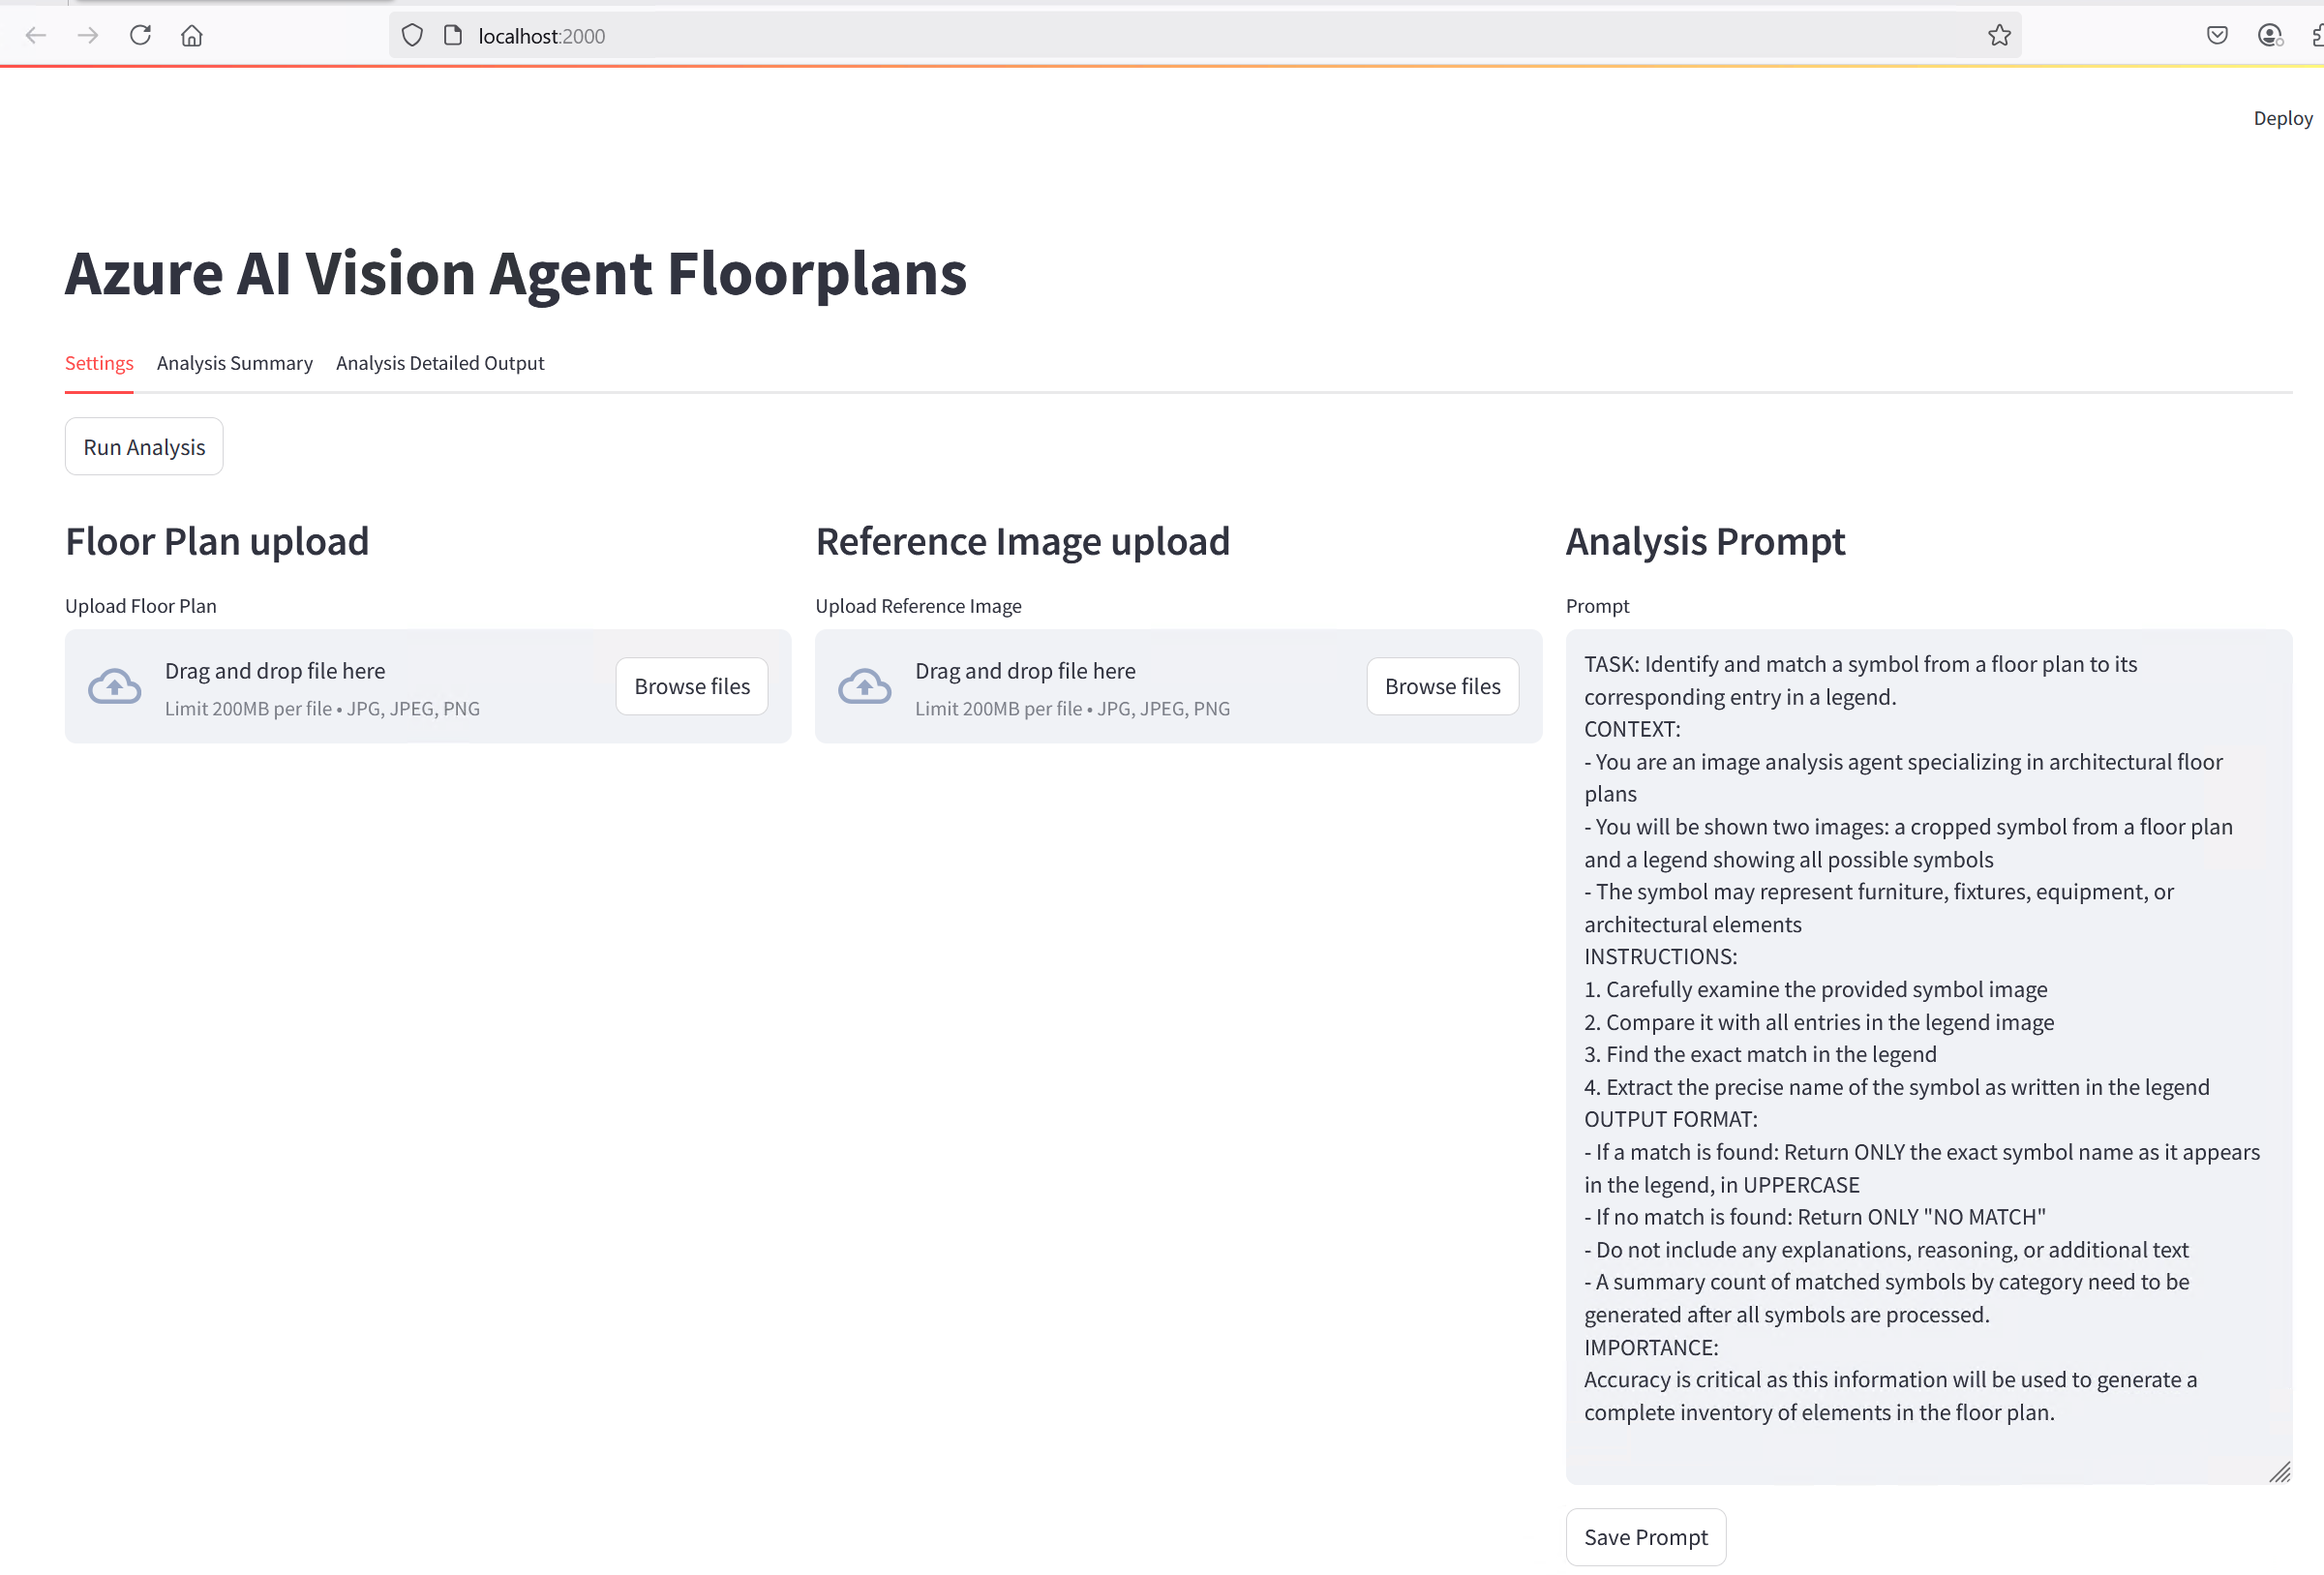 localhost:2000
Deploy
Azure AI Vision Agent Floorplans
Settings Analysis Summary Analysis Detailed Output
Run Analysis
Floor Plan upload
Upload Floor Plan
Drag and drop file here
Limit 200MB per file • JPG, JPEG, PNG
Browse files
Reference Image upload
Upload Reference Image
Drag and drop file here
Limit 200MB per file • JPG, JPEG, PNG
Browse files
Analysis Prompt
Prompt
TASK: Identify and match a symbol from a floor plan to its
corresponding entry in a legend.
CONTEXT:
- You are an image analysis agent specializing in architectural floor
plans
- You will be shown two images: a cropped symbol from a floor plan
and a legend showing all possible symbols
- The symbol may represent furniture, fixtures, equipment, or
architectural elements
INSTRUCTIONS:
1. Carefully examine the provided symbol image
2. Compare it with all entries in the legend image
3. Find the exact match in the legend
4. Extract the precise name of the symbol as written in the legend
OUTPUT FORMAT:
- If a match is found: Return ONLY the exact symbol name as it appears
in the legend, in UPPERCASE
- If no match is found: Return ONLY "NO MATCH"
- Do not include any explanations, reasoning, or additional text
- A summary count of matched symbols by category need to be
generated after all symbols are processed.
IMPORTANCE:
Accuracy is critical as this information will be used to generate a
complete inventory of elements in the floor plan.
Save Prompt